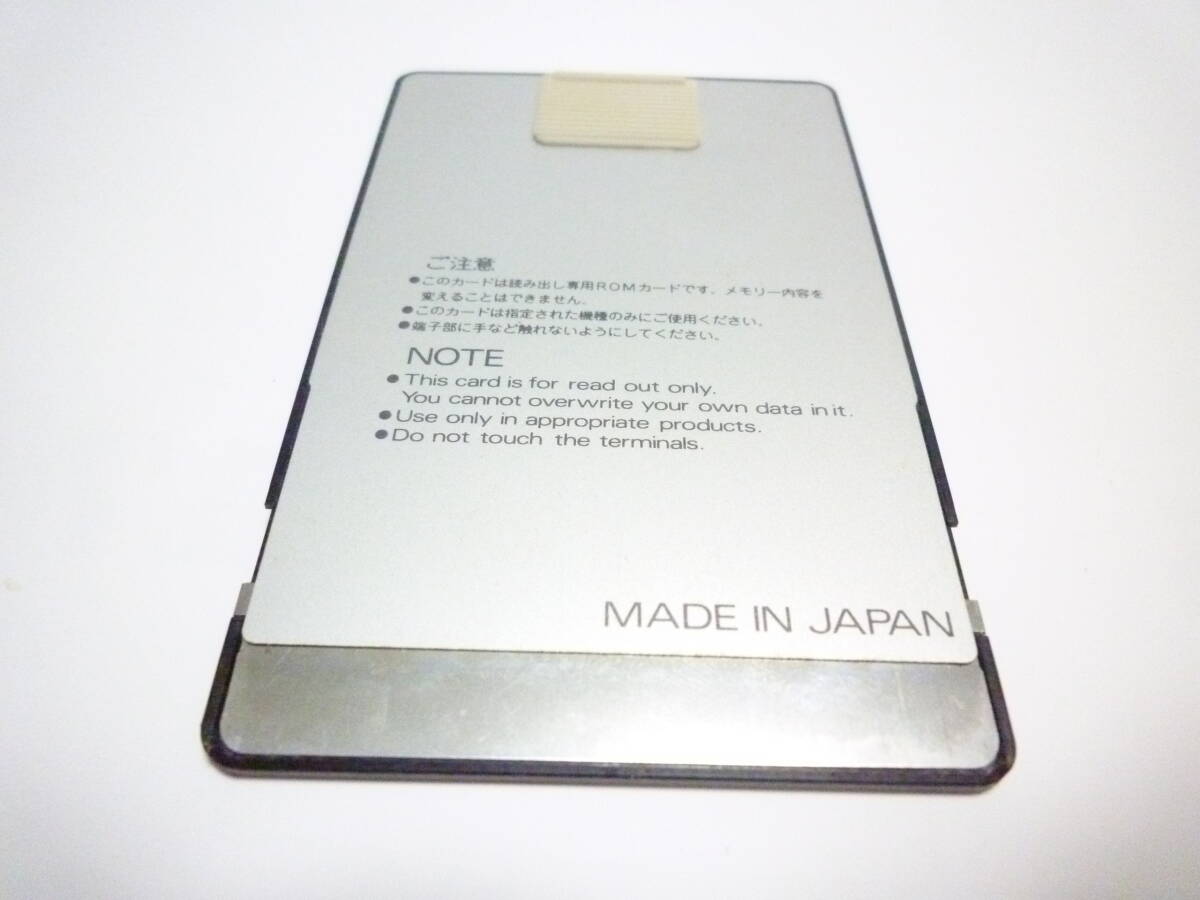 ご注意
●このカードは読み出し専用ROMカードです。メモリー内容を
変えることはできません。
●このカードは指定された機種のみにご使用ください。
●端子部に手など触れないようにしてください。
NOTE
●This card is for read out only.
You cannot overwrite your own data in it.
●Use only in appropriate products.
●Do not touch the terminals.
MADE IN JAPAN